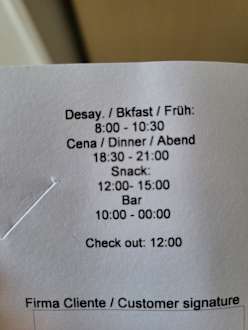 Desay. / Bkfast / Früh:
8:00 - 10:30
Cena / Dinner / Abend
18:30 - 21:00
Snack:
12:00- 15:00
Bar
10:00 - 00:00
Check out: 12:00
Firma Cliente / Customer signature